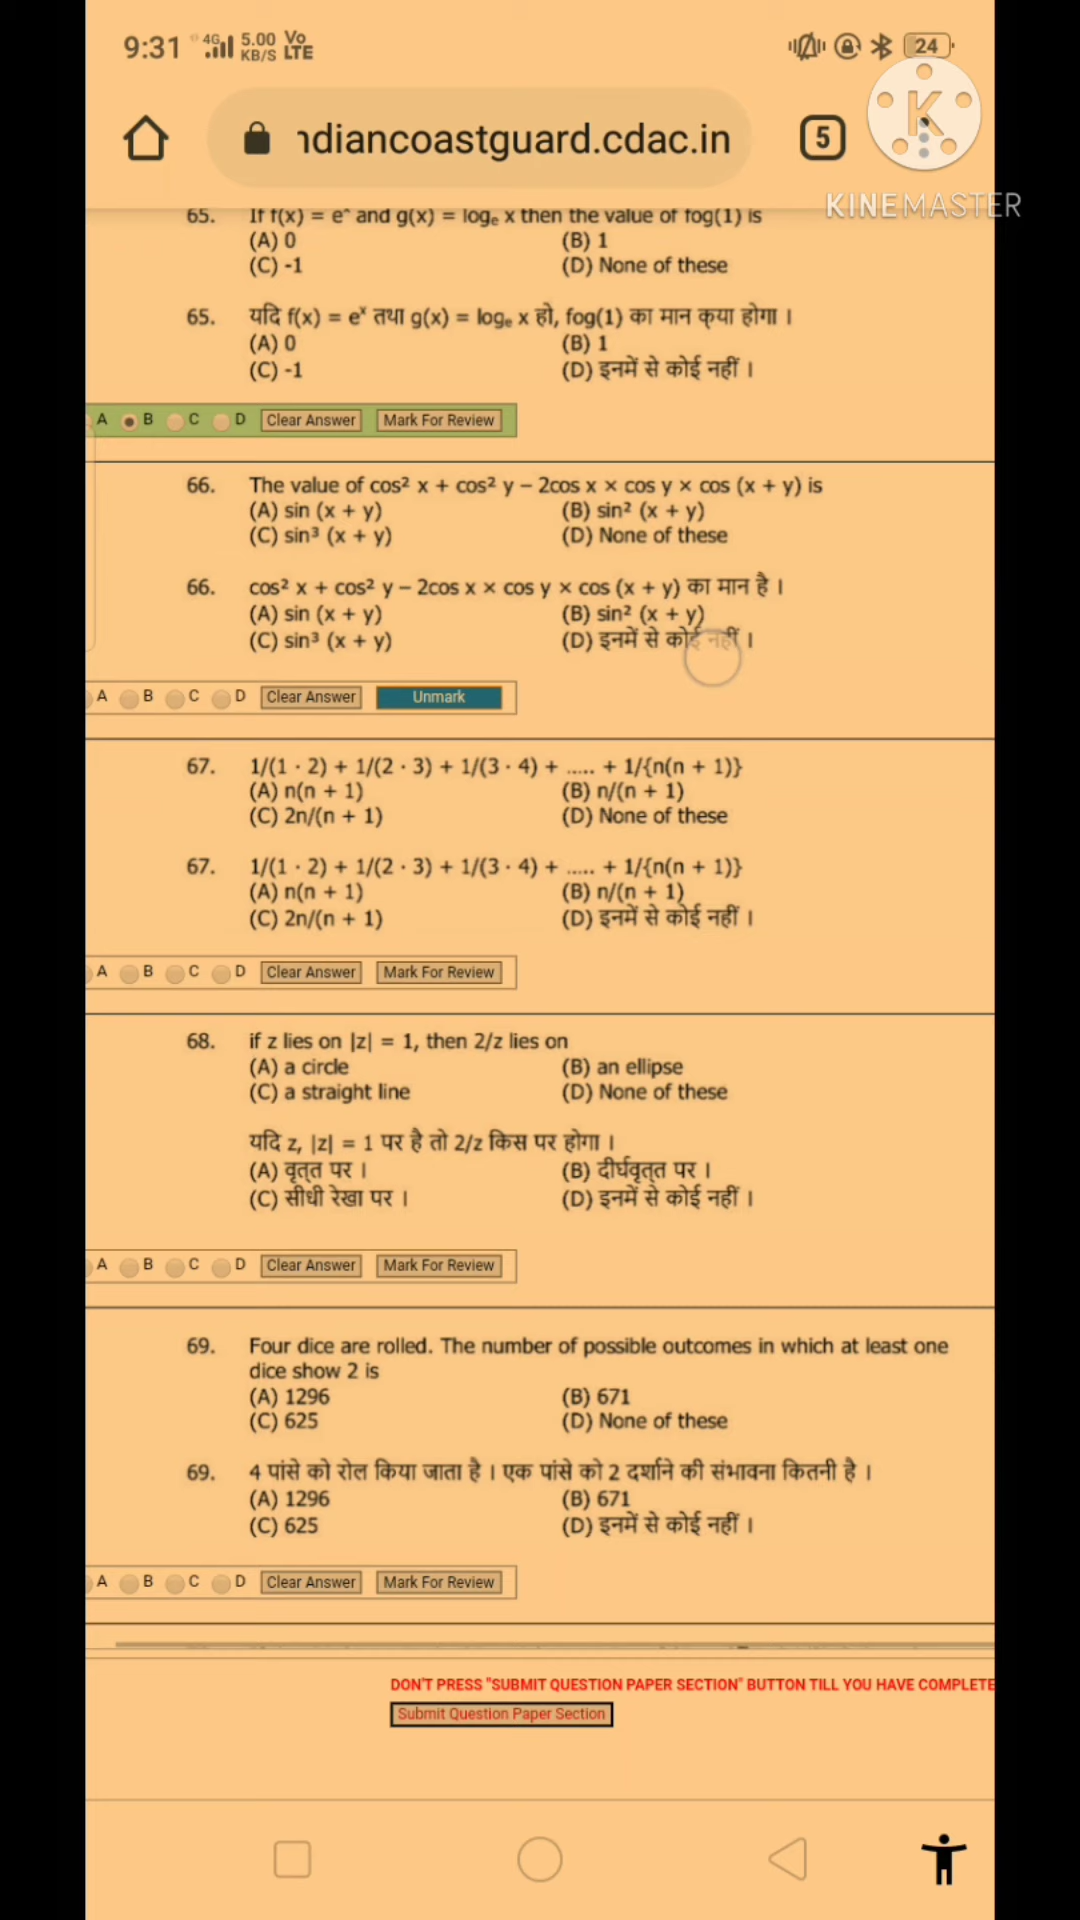 9:31 4G 5.00 KB/S Vo LTE 24
ndiancoastguard.cdac.in 5
K
KINEMASTER
65. If f(x) = eˣ and g(x) = logₑ x then the value of fog(1) is
(A) 0 (B) 1
(C) -1 (D) None of these
65. यदि f(x) = eˣ तथा g(x) = logₑ x हो, fog(1) का मान क्या होगा ।
(A) 0 (B) 1
(C) -1 (D) इनमें से कोई नहीं ।
A B C D Clear Answer Mark For Review
66. The value of cos² x + cos² y – 2cos x × cos y × cos (x + y) is
(A) sin (x + y) (B) sin² (x + y)
(C) sin³ (x + y) (D) None of these
66. cos² x + cos² y – 2cos x × cos y × cos (x + y) का मान है ।
(A) sin (x + y) (B) sin² (x + y)
(C) sin³ (x + y) (D) इनमें से कोई नहीं ।
A B C D Clear Answer Unmark
67. 1/(1 · 2) + 1/(2 · 3) + 1/(3 · 4) + ..... + 1/{n(n + 1)}
(A) n(n + 1) (B) n/(n + 1)
(C) 2n/(n + 1) (D) None of these
67. 1/(1 · 2) + 1/(2 · 3) + 1/(3 · 4) + ..... + 1/{n(n + 1)}
(A) n(n + 1) (B) n/(n + 1)
(C) 2n/(n + 1) (D) इनमें से कोई नहीं ।
A B C D Clear Answer Mark For Review
68. if z lies on |z| = 1, then 2/z lies on
(A) a circle (B) an ellipse
(C) a straight line (D) None of these
यदि z, |z| = 1 पर है तो 2/z किस पर होगा ।
(A) वृत्त पर । (B) दीर्घवृत्त पर ।
(C) सीधी रेखा पर । (D) इनमें से कोई नहीं ।
A B C D Clear Answer Mark For Review
69. Four dice are rolled. The number of possible outcomes in which at least one
dice show 2 is
(A) 1296 (B) 671
(C) 625 (D) None of these
69. 4 पांसे को रोल किया जाता है । एक पांसे को 2 दर्शाने की संभावना कितनी है ।
(A) 1296 (B) 671
(C) 625 (D) इनमें से कोई नहीं ।
A B C D Clear Answer Mark For Review
DON'T PRESS "SUBMIT QUESTION PAPER SECTION" BUTTON TILL YOU HAVE COMPLETE
Submit Question Paper Section